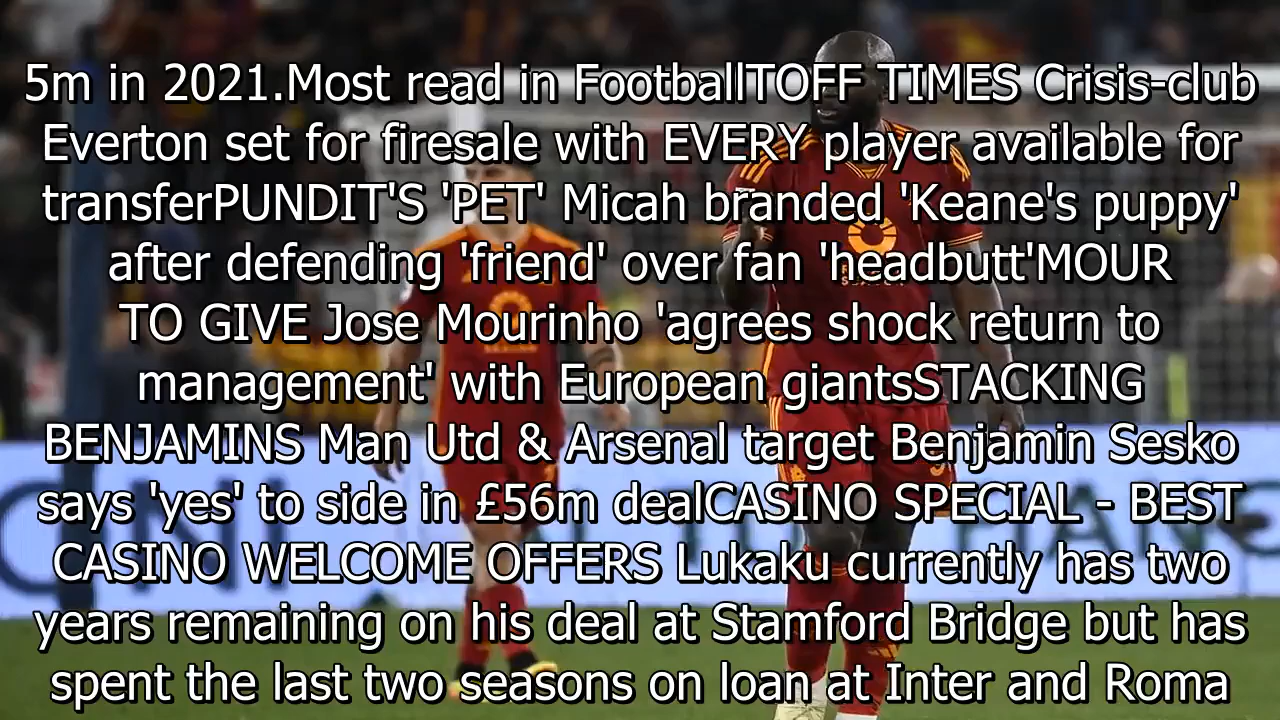 5m in 2021.Most read in FootballTOFF TIMES Crisis-club
Everton set for firesale with EVERY player available for
transferPUNDIT'S 'PET' Micah branded 'Keane's puppy'
after defending 'friend' over fan 'headbutt'MOUR
TO GIVE Jose Mourinho 'agrees shock return to
management' with European giantsSTACKING
BENJAMINS Man Utd & Arsenal target Benjamin Sesko
says 'yes' to side in £56m dealCASINO SPECIAL - BEST
CASINO WELCOME OFFERS Lukaku currently has two
years remaining on his deal at Stamford Bridge but has
spent the last two seasons on loan at Inter and Roma